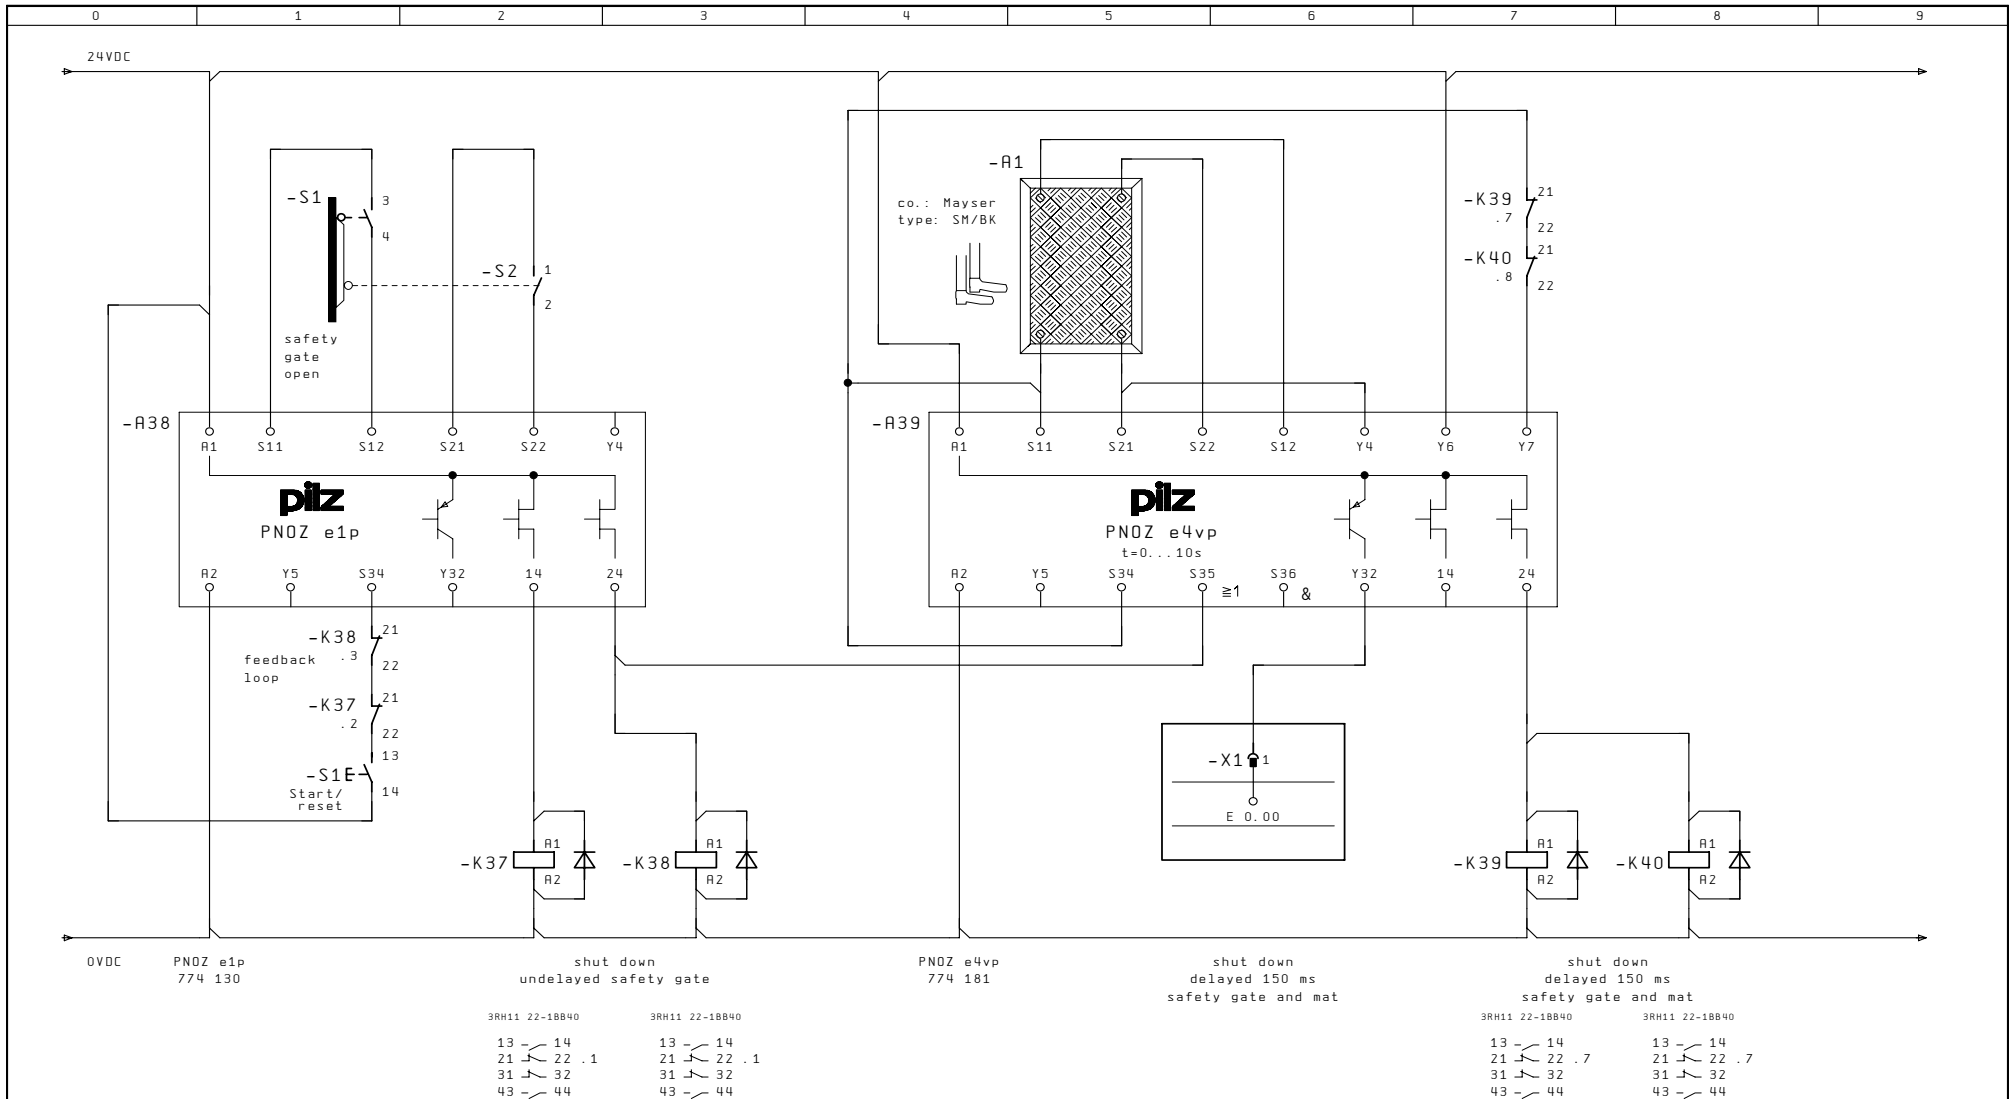 0 1 2 3 4 5 6 7 8 9
24VDC
-A1
-S1
3
4
co.: Mayser
type: SM/BK
-K39
.7
21
22
-S2
1
2
-K40
.8
21
22
safety
gate
open
-A38
A1 S11 S12 S21 S22 Y4
pilz
PNOZ e1p
A2 Y5 S34 Y32 14 24
-A39
A1 S11 S21 S22 S12 Y4 Y6 Y7
pilz
PNOZ e4vp
t=0...10s
A2 Y5 S34 S35 ≧1 S36 & Y32 14 24
-K38
.3
21
22
feedback
loop
-K37
.2
21
22
-S1
13
14
Start/
reset
-X1 1
E 0.00
-K37
A1
A2
-K38
A1
A2
-K39
A1
A2
-K40
A1
A2
0VDC
PNOZ e1p
774 130
shut down
undelayed safety gate
PNOZ e4vp
774 181
shut down
delayed 150 ms
safety gate and mat
shut down
delayed 150 ms
safety gate and mat
3RH11 22-1BB40
13 14
21 22 .1
31 32
43 44
3RH11 22-1BB40
13 14
21 22 .1
31 32
43 44
3RH11 22-1BB40
13 14
21 22 .7
31 32
43 44
3RH11 22-1BB40
13 14
21 22 .7
31 32
43 44